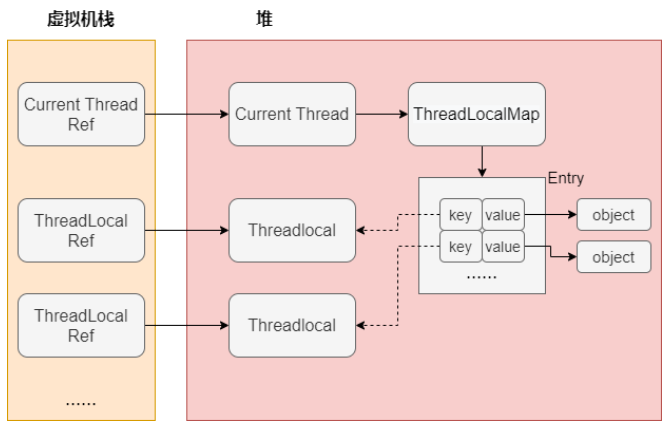 虚拟机栈
堆
Current Thread
Ref
Current Thread
ThreadLocalMap
Entry
ThreadLocal
Ref
Threadlocal
key
value
object
key
value
object
......
ThreadLocal
Ref
Threadlocal
......